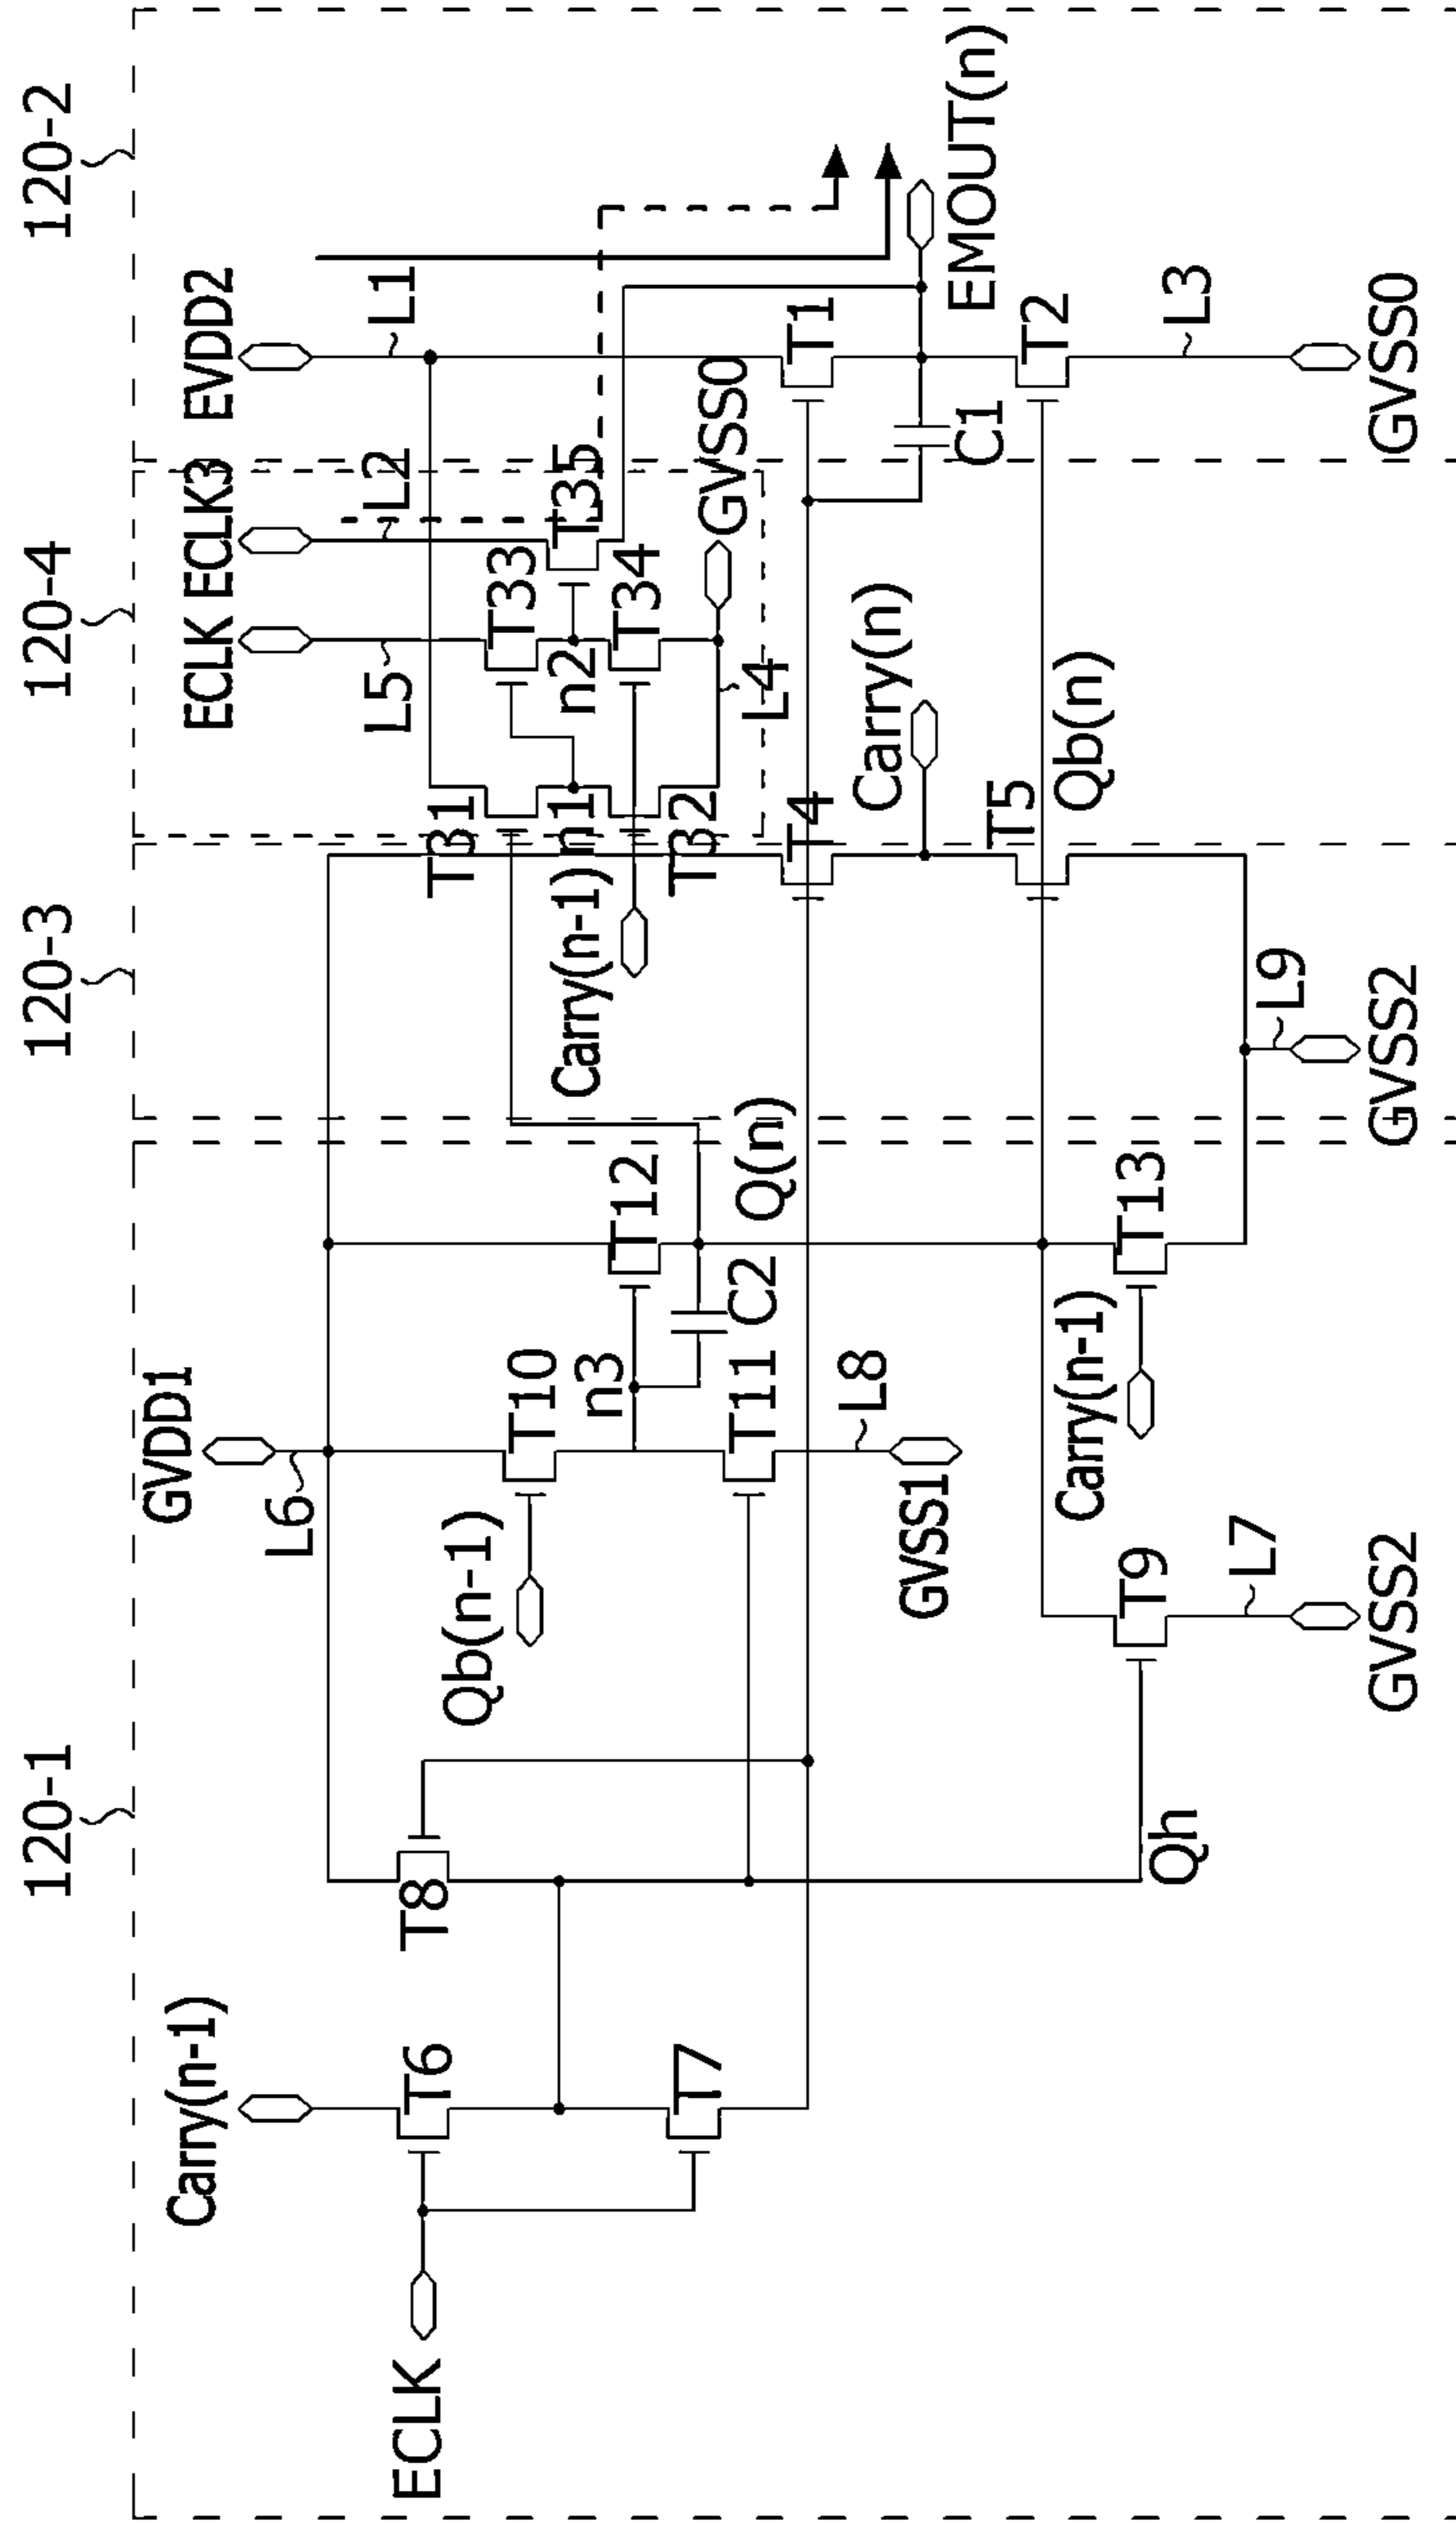 120-1
120-3
120-4
120-2
Carry(n-1)
GVDD1
ECLK
ECLK3
EVDD2
L6
L5
L2
L1
ECLK
T6
T8
Qb(n-1)
T10
T31
T33
T35
n3
T12
Carry(n-1)
n1
n2
T34
T7
T11
C2
Q(n)
T32
L4
GVSS0
T1
L8
T4
Carry(n)
GVSS1
C1
EMOUT(n)
T5
T2
Qb(n)
Carry(n-1)
Qh
T9
T13
L7
L9
L3
GVSS2
GVSS2
GVSS0